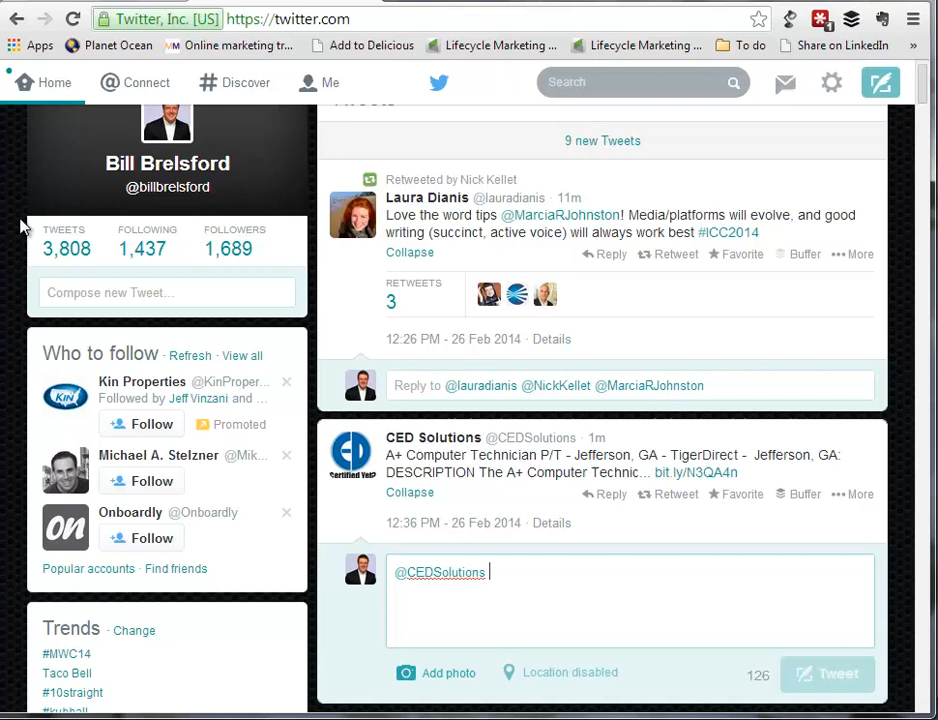 Twitter, Inc. [US] https://twitter.com
Apps Planet Ocean Online marketing tr... Add to Delicious Lifecycle Marketing ... Lifecycle Marketing ... To do Share on LinkedIn »
Home Connect Discover Me Search
Tweets
Bill Brelsford
@billbrelsford
TWEETS FOLLOWING FOLLOWERS
3,808 1,437 1,689
Compose new Tweet...
Who to follow · Refresh · View all
Kin Properties @KinProper...
Followed by Jeff Vinzani and ...
Follow Promoted
Michael A. Stelzner @Mik...
Follow
on
Onboardly @Onboardly
Follow
Popular accounts · Find friends
Trends · Change
#MWC14
Taco Bell
#10straight
#kubball
9 new Tweets
Retweeted by Nick Kellet
Laura Dianis @lauradianis · 11m
Love the word tips @MarciaRJohnston! Media/platforms will evolve, and good
writing (succinct, active voice) will always work best #ICC2014
Collapse Reply Retweet Favorite Buffer More
RETWEETS
3
12:26 PM - 26 Feb 2014 · Details
Reply to @lauradianis @NickKellet @MarciaRJohnston
CED Solutions @CEDSolutions · 1m
A+ Computer Technician P/T - Jefferson, GA - TigerDirect - Jefferson, GA:
DESCRIPTION The A+ Computer Technic... bit.ly/N3QA4n
Collapse Reply Retweet Favorite Buffer More
12:36 PM - 26 Feb 2014 · Details
@CEDSolutions
Add photo Location disabled 126 Tweet